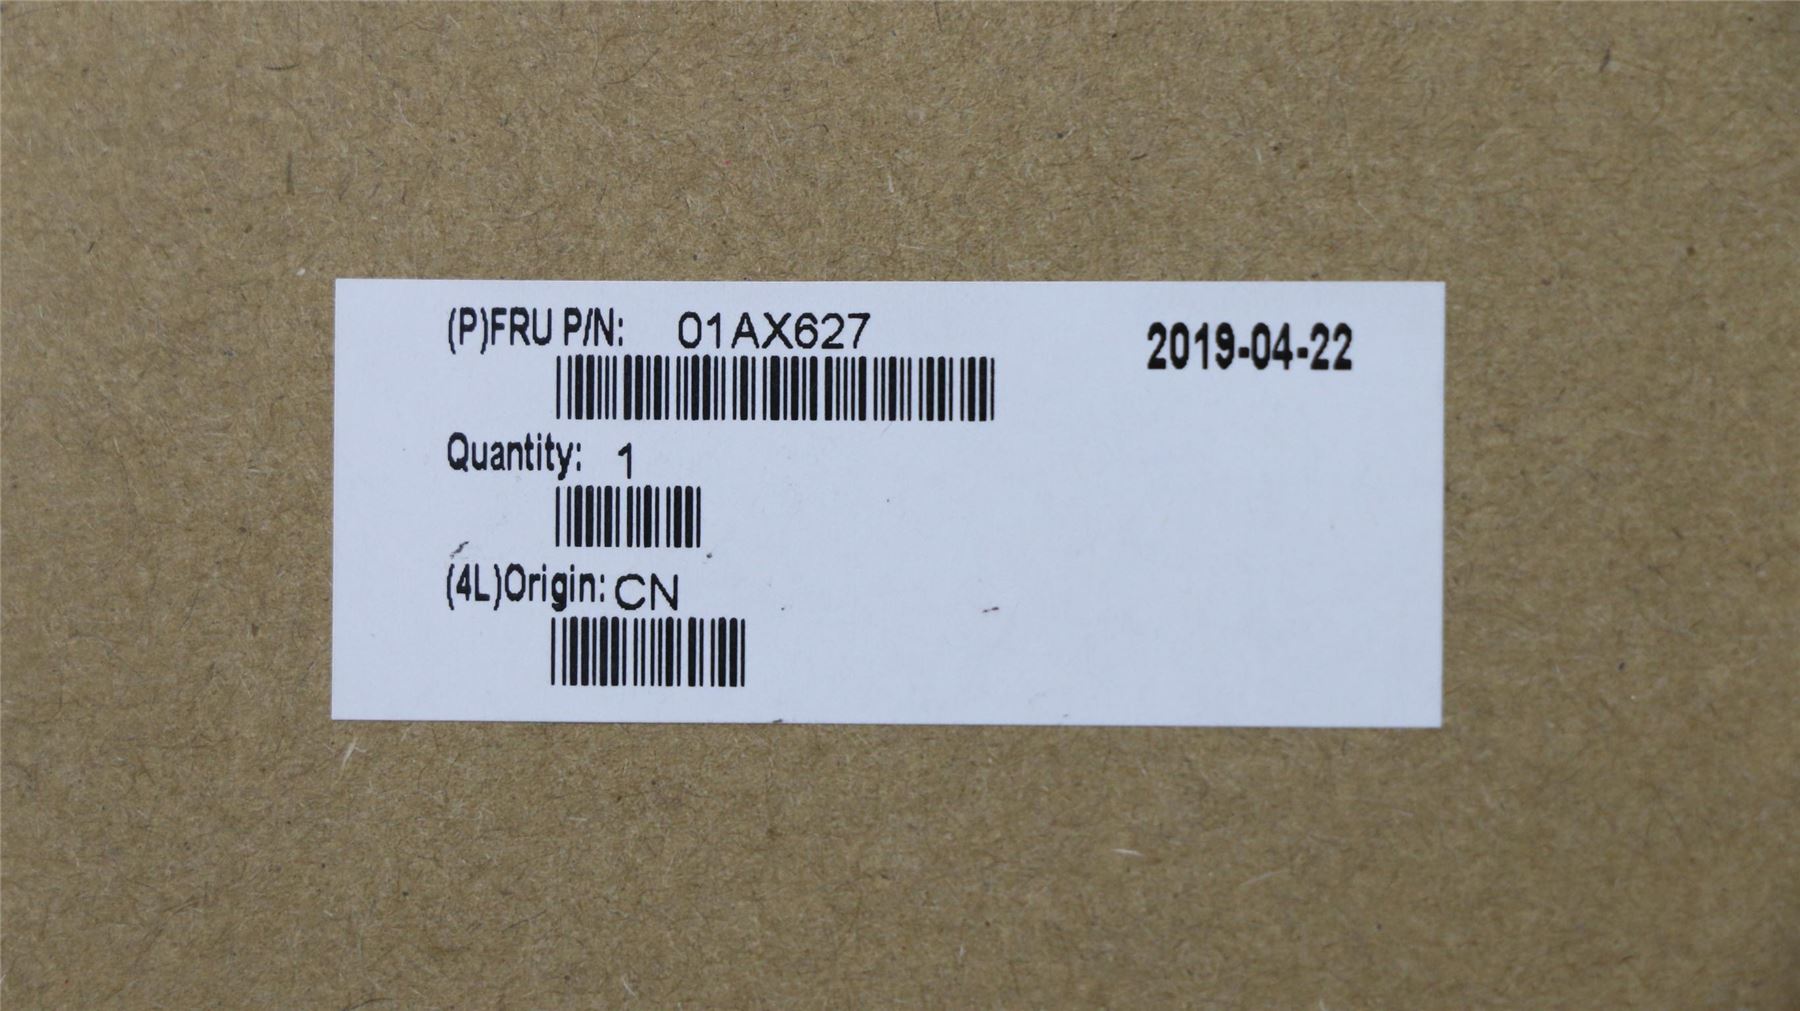 (P)FRU P/N: 01AX627
2019-04-22
Quantity: 1
(4L)Origin: CN